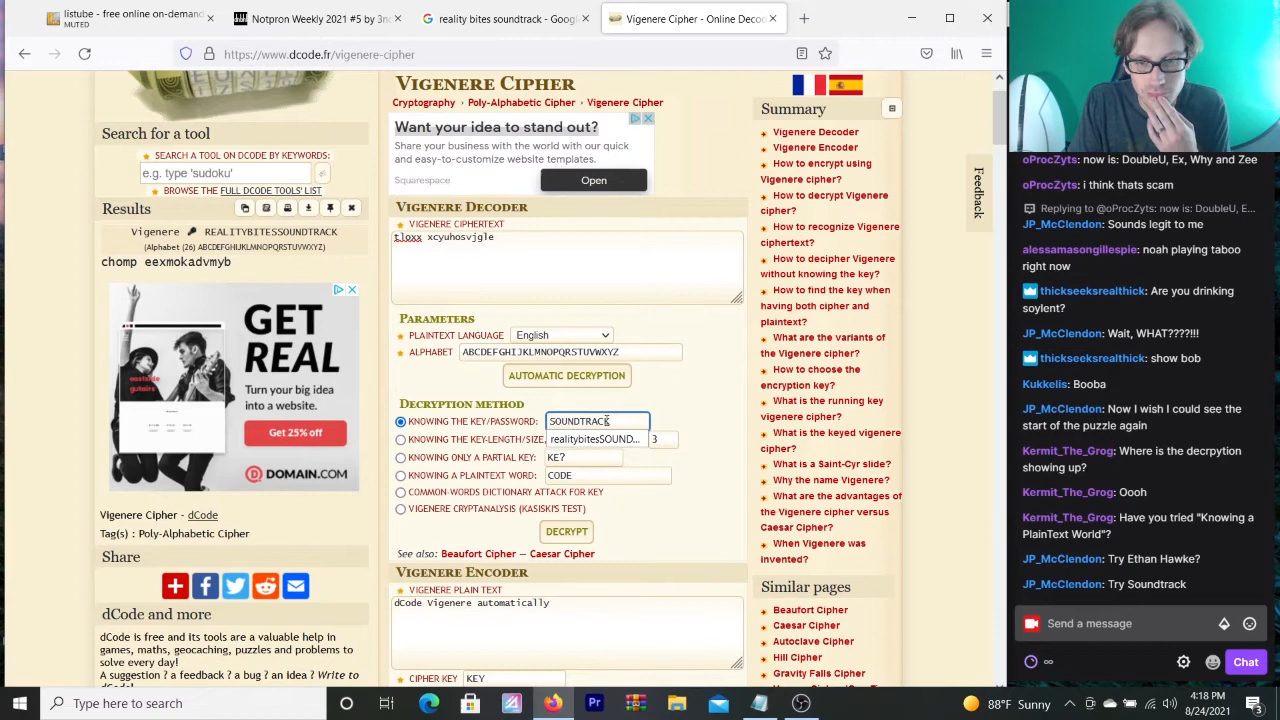 listube – free online on-demand
MUTED
Notpron Weekly 2021 #5 by 3nd
reality bites soundtrack - Google
Vigenere Cipher - Online Deco
https://www.dcode.fr/vigenere-cipher
Search for a tool
SEARCH A TOOL ON DCODE BY KEYWORDS:
e.g. type 'sudoku'
BROWSE THE FULL DCODE TOOLS' LIST
Results
Vigenere REALITYBITESSOUNDTRACK
(Alphabet (26) ABCDEFGHIJKLMNOPQRSTUVWXYZ)
chomp eexmokadvmyb
eastside
guitars
GET
REAL
Turn your big idea
into a website.
Get 25% off
DOMAIN.COM
Vigenere Cipher - dCode
Tag(s) : Poly-Alphabetic Cipher
Share
dCode and more
dCode is free and its tools are a valuable help in
games, maths, geocaching, puzzles and problems to
solve every day!
A suggestion ? a feedback ? a bug ? an idea ? Write to
VIGENERE CIPHER
Cryptography › Poly-Alphabetic Cipher › Vigenere Cipher
Want your idea to stand out?
Share your business with the world with our quick
and easy-to-customize website templates.
Squarespace
Open
VIGENERE DECODER
VIGENERE CIPHERTEXT
tloxx xcyuhosvjgle
PARAMETERS
PLAINTEXT LANGUAGE English
ALPHABET ABCDEFGHIJKLMNOPQRSTUVWXYZ
AUTOMATIC DECRYPTION
DECRYPTION METHOD
KNOWING THE KEY/PASSWORD: SOUNDTRACK
KNOWING THE KEY-LENGTH/SIZE, realitybitesSOUND... 3
KNOWING ONLY A PARTIAL KEY: KE?
KNOWING A PLAINTEXT WORD: CODE
COMMON-WORDS DICTIONARY ATTACK FOR KEY
VIGENERE CRYPTANALYSIS (KASISKI'S TEST)
DECRYPT
See also: Beaufort Cipher — Caesar Cipher
VIGENERE ENCODER
VIGENERE PLAIN TEXT
dCode Vigenere automatically
CIPHER KEY KEY
Summary
Vigenere Decoder
Vigenere Encoder
How to encrypt using
Vigenere cipher?
How to decrypt Vigenere
cipher?
How to recognize Vigenere
ciphertext?
How to decipher Vigenere
without knowing the key?
How to find the key when
having both cipher and
plaintext?
What are the variants of
the Vigenere cipher?
How to choose the
encryption key?
What is the running key
vigenere cipher?
What is the keyed vigenere
cipher?
What is a Saint-Cyr slide?
Why the name Vigenere?
What are the advantages of
the Vigenere cipher versus
Caesar Cipher?
When Vigenere was
invented?
Similar pages
Beaufort Cipher
Caesar Cipher
Autoclave Cipher
Hill Cipher
Gravity Falls Cipher
Feedback
oProcZyts: now is: DoubleU, Ex, Why and Zee
oProcZyts: i think thats scam
Replying to @oProcZyts: now is: DoubleU, E...
JP_McClendon: Sounds legit to me
alessamasongillespie: noah playing taboo
right now
thickseeksrealthick: Are you drinking
soylent?
JP_McClendon: Wait, WHAT????!!!!
thickseeksrealthick: show bob
Kukkelis: Booba
JP_McClendon: Now I wish I could see the
start of the puzzle again
Kermit_The_Grog: Where is the decrpytion
showing up?
Kermit_The_Grog: Oooh
Kermit_The_Grog: Have you tried "Knowing a
PlainText World"?
JP_McClendon: Try Ethan Hawke?
JP_McClendon: Try Soundtrack
Send a message
Chat
Type here to search
88°F Sunny
4:18 PM
8/24/2021
3